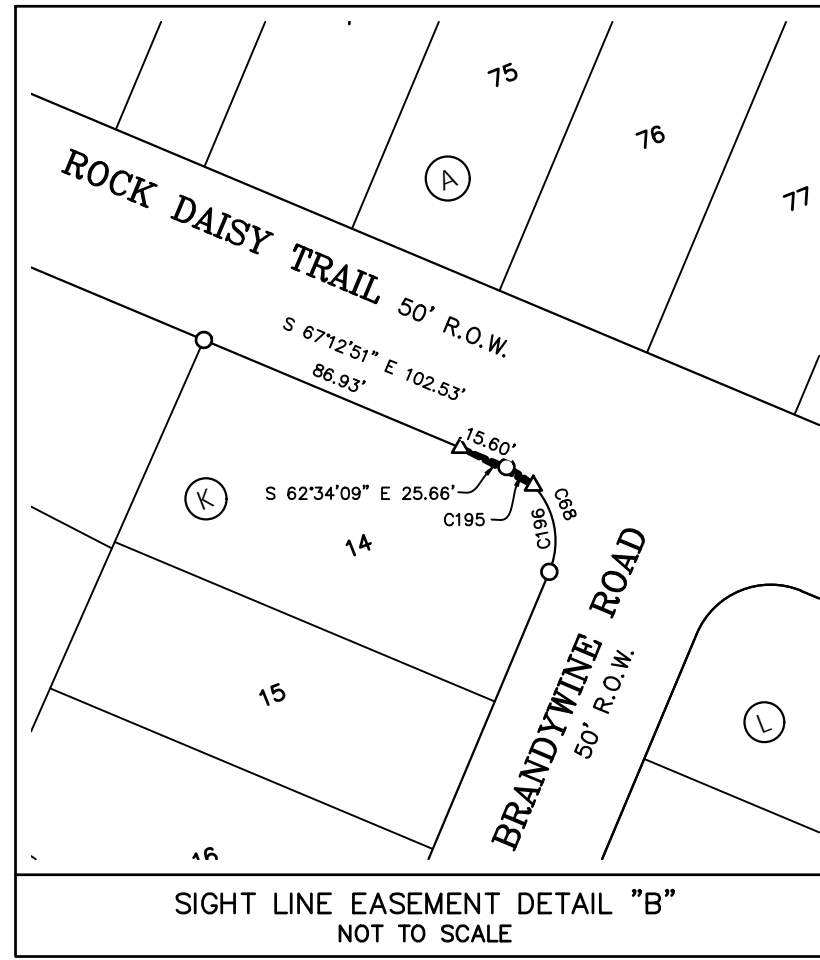 75
76
77
A
ROCK DAISY TRAIL 50' R.O.W.
S 67°12'51" E 102.53'
86.93'
15.60'
K
S 62°34'09" E 25.66'
C195
C68
C196
14
15
16
BRANDYWINE ROAD
50' R.O.W.
L
SIGHT LINE EASEMENT DETAIL "B"
NOT TO SCALE